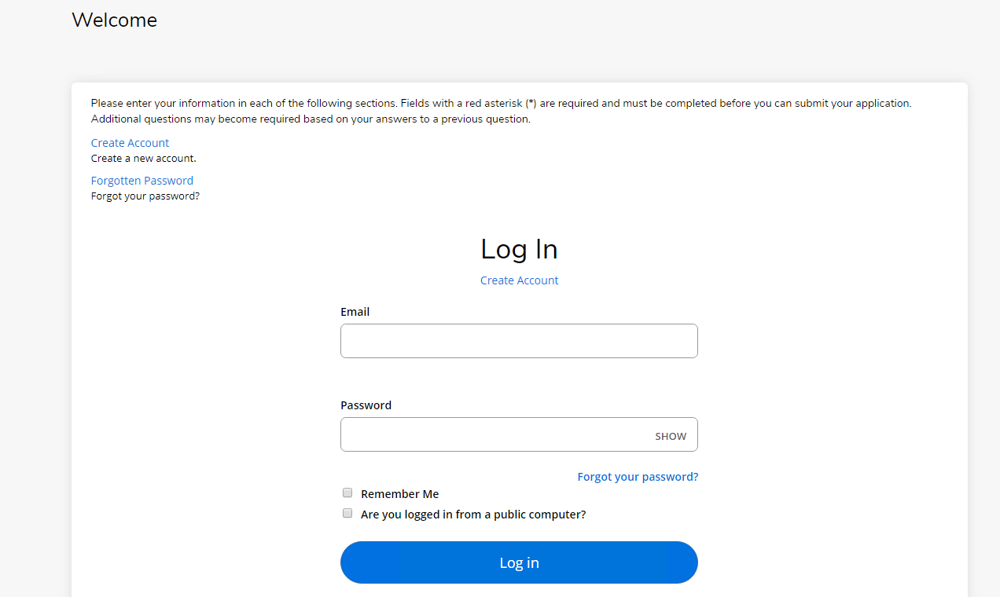 Welcome
Please enter your information in each of the following sections. Fields with a red asterisk (*) are required and must be completed before you can submit your application.
Additional questions may become required based on your answers to a previous question.
Create Account
Create a new account.
Forgotten Password
Forgot your password?
Log In
Create Account
Email
Password
SHOW
Forgot your password?
Remember Me
Are you logged in from a public computer?
Log in